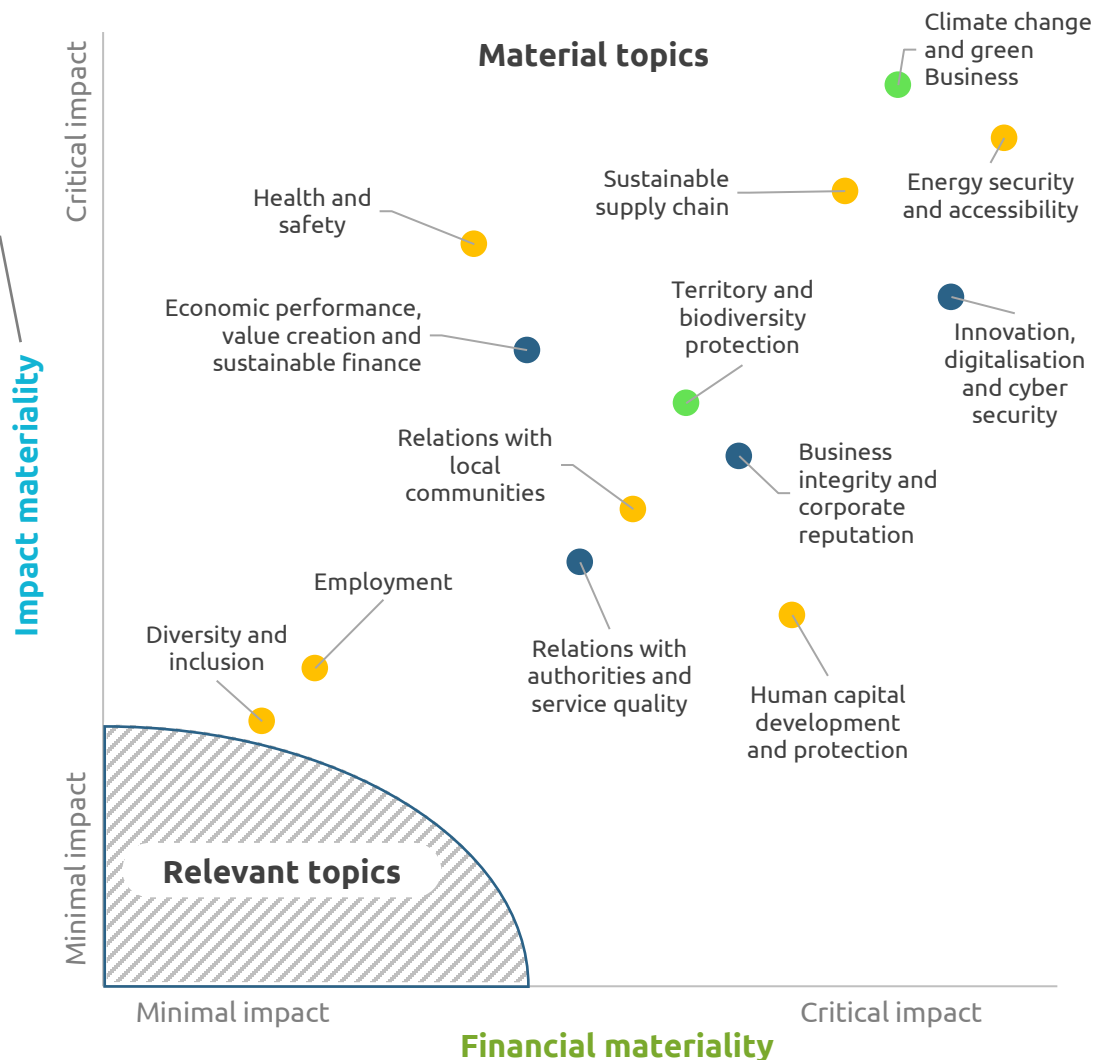 Material topics
Climate change
and green
Business
Critical impact
Energy security
and accessibility
Sustainable
supply chain
Health and
safety
Economic performance,
value creation and
sustainable finance
Territory and
biodiversity
protection
Innovation,
digitalisation
and cyber
security
Impact materiality
Relations with
local
communities
Business
integrity and
corporate
reputation
Employment
Diversity and
inclusion
Relations with
authorities and
service quality
Human capital
development
and protection
Minimal impact
Relevant topics
Minimal impact
Critical impact
Financial materiality